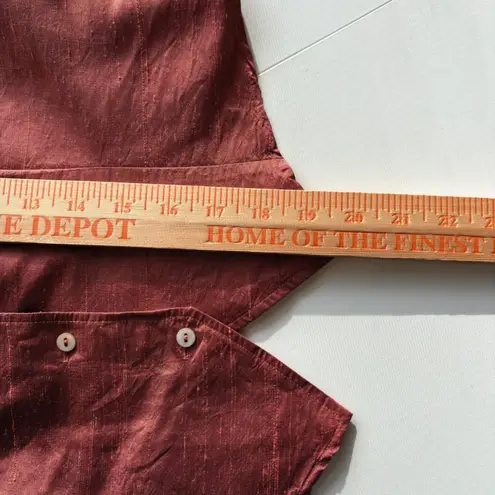 13 14 15 16 17 18 19 20 21 22
E DEPOT HOME OF THE FINEST